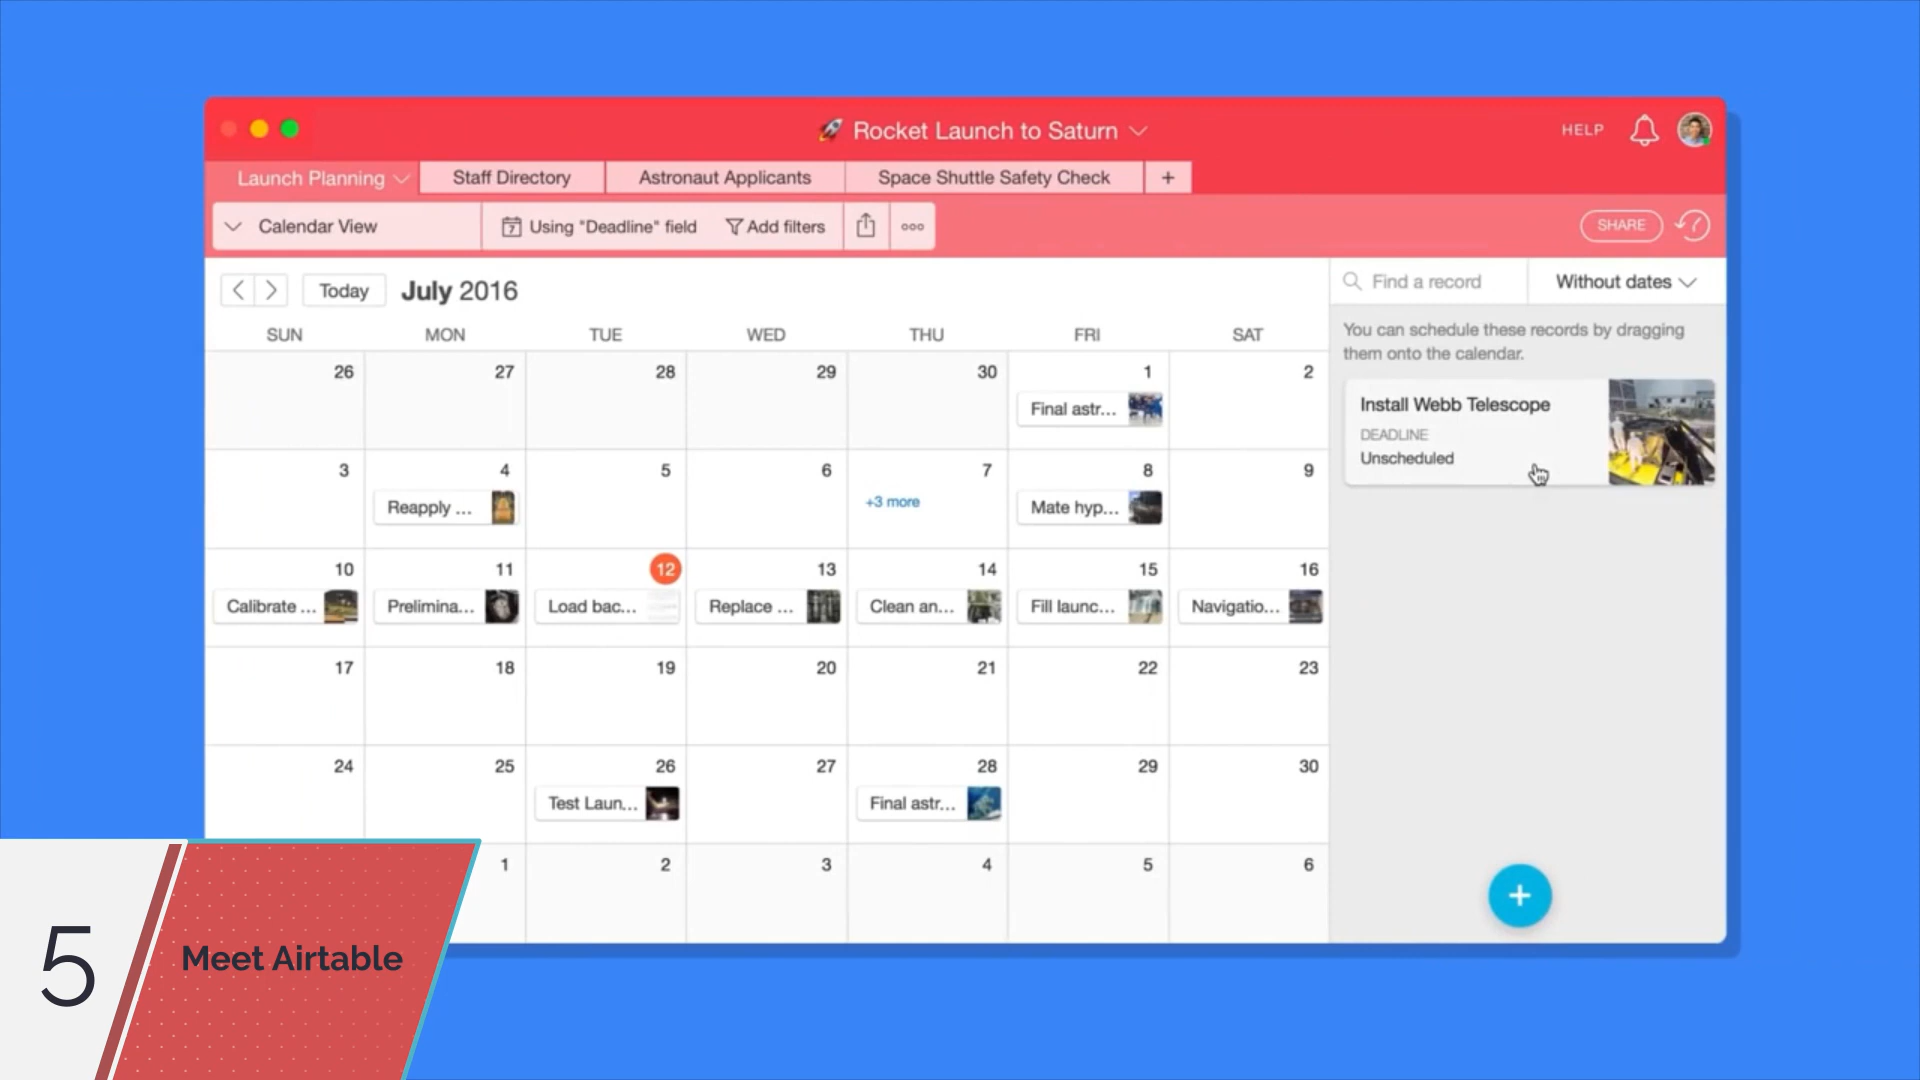 Rocket Launch to Saturn
HELP
Launch Planning
Staff Directory
Astronaut Applicants
Space Shuttle Safety Check
+
Calendar View
7
Using "Deadline" field
Add filters
SHARE
Today
July 2016
Find a record
Without dates
SUN MON TUE WED THU FRI SAT
You can schedule these records by dragging
them onto the calendar.
Install Webb Telescope
DEADLINE
Unscheduled
26 27 28 29 30 1 2
Final astr...
3 4 5 6 7 8 9
Reapply ...
+3 more
Mate hyp...
10 11 12 13 14 15 16
Calibrate ...
Prelimina...
Load bac...
Replace ...
Clean an...
Fill launc...
Navigatio...
17 18 19 20 21 22 23
24 25 26 27 28 29 30
Test Laun...
Final astr...
1 2 3 4 5 6
+
5
Meet Airtable